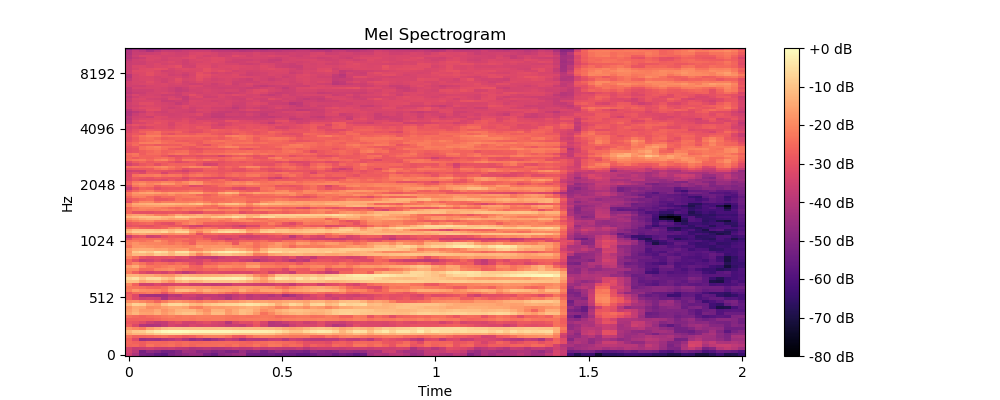 Mel Spectrogram
Hz
8192
4096
2048
1024
512
0
0 0.5 1 1.5 2
Time
+0 dB
-10 dB
-20 dB
-30 dB
-40 dB
-50 dB
-60 dB
-70 dB
-80 dB